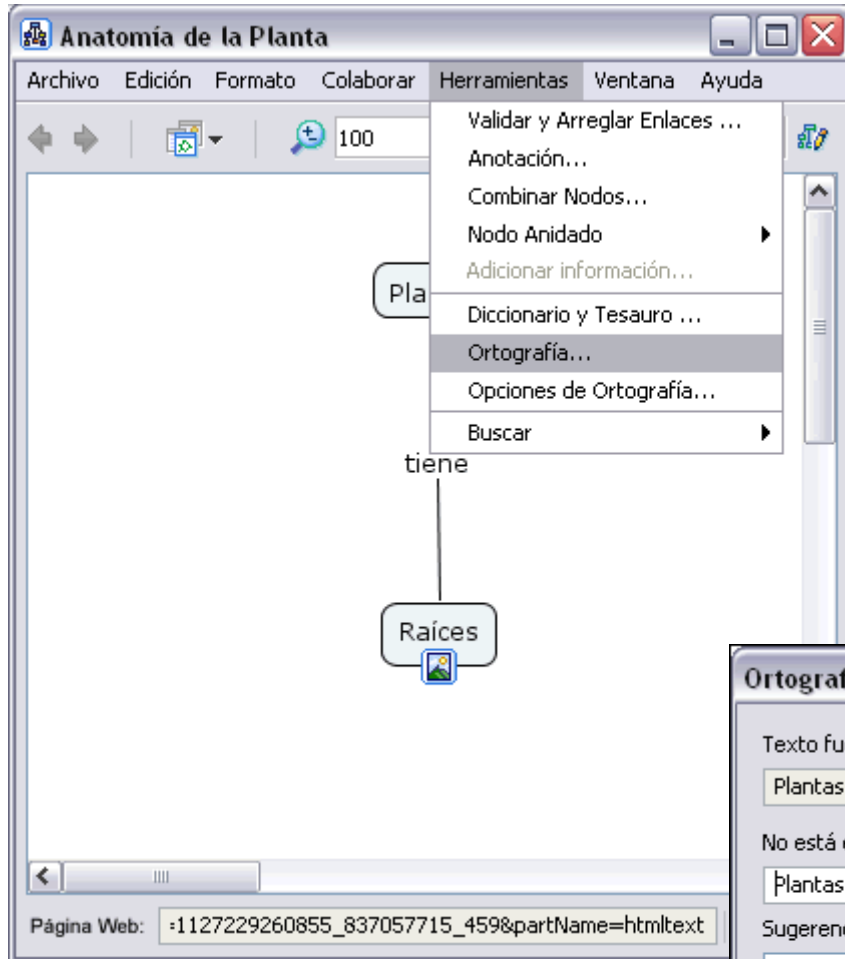 Anatomía de la Planta
Archivo Edición Formato Colaborar Herramientas Ventana Ayuda
100
Validar y Arreglar Enlaces ...
Anotación...
Combinar Nodos...
Nodo Anidado
Adicionar información...
Diccionario y Tesauro ...
Ortografía...
Opciones de Ortografía...
Buscar
Pla
tiene
Raíces
Página Web: =1127229260855_837057715_459&partName=htmltext
Ortograf
Texto fu
Plantas
No está
Plantas
Sugeren